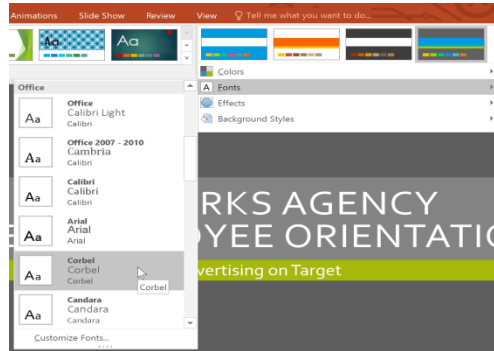 Animations Slide Show Review View Tell me what you want to do...
Aa Aa
Colors
Fonts
Effects
Background Styles
Office
Aa
Office
Calibri Light
Calibri
Aa
Office 2007 - 2010
Cambria
Calibri
Aa
Calibri
Calibri
Calibri
Aa
Arial
Arial
Arial
Aa
Corbel
Corbel
Corbel
Corbel
Aa
Candara
Candara
Candara
Customize Fonts...
RKS AGENCY
YEE ORIENTATI
vertising on Target